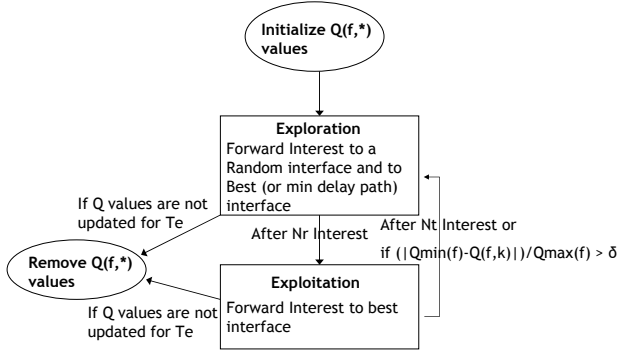 Initialize Q(f,*)
values
Exploration
Forward Interest to a
Random interface and to
Best (or min delay path)
interface
If Q values are not
updated for Te
After Nr Interest
After Nt Interest or
if (|Qmin(f)-Q(f,k)|)/Qmax(f) > δ
Remove Q(f,*)
values
Exploitation
Forward Interest to best
interface
If Q values are not
updated for Te